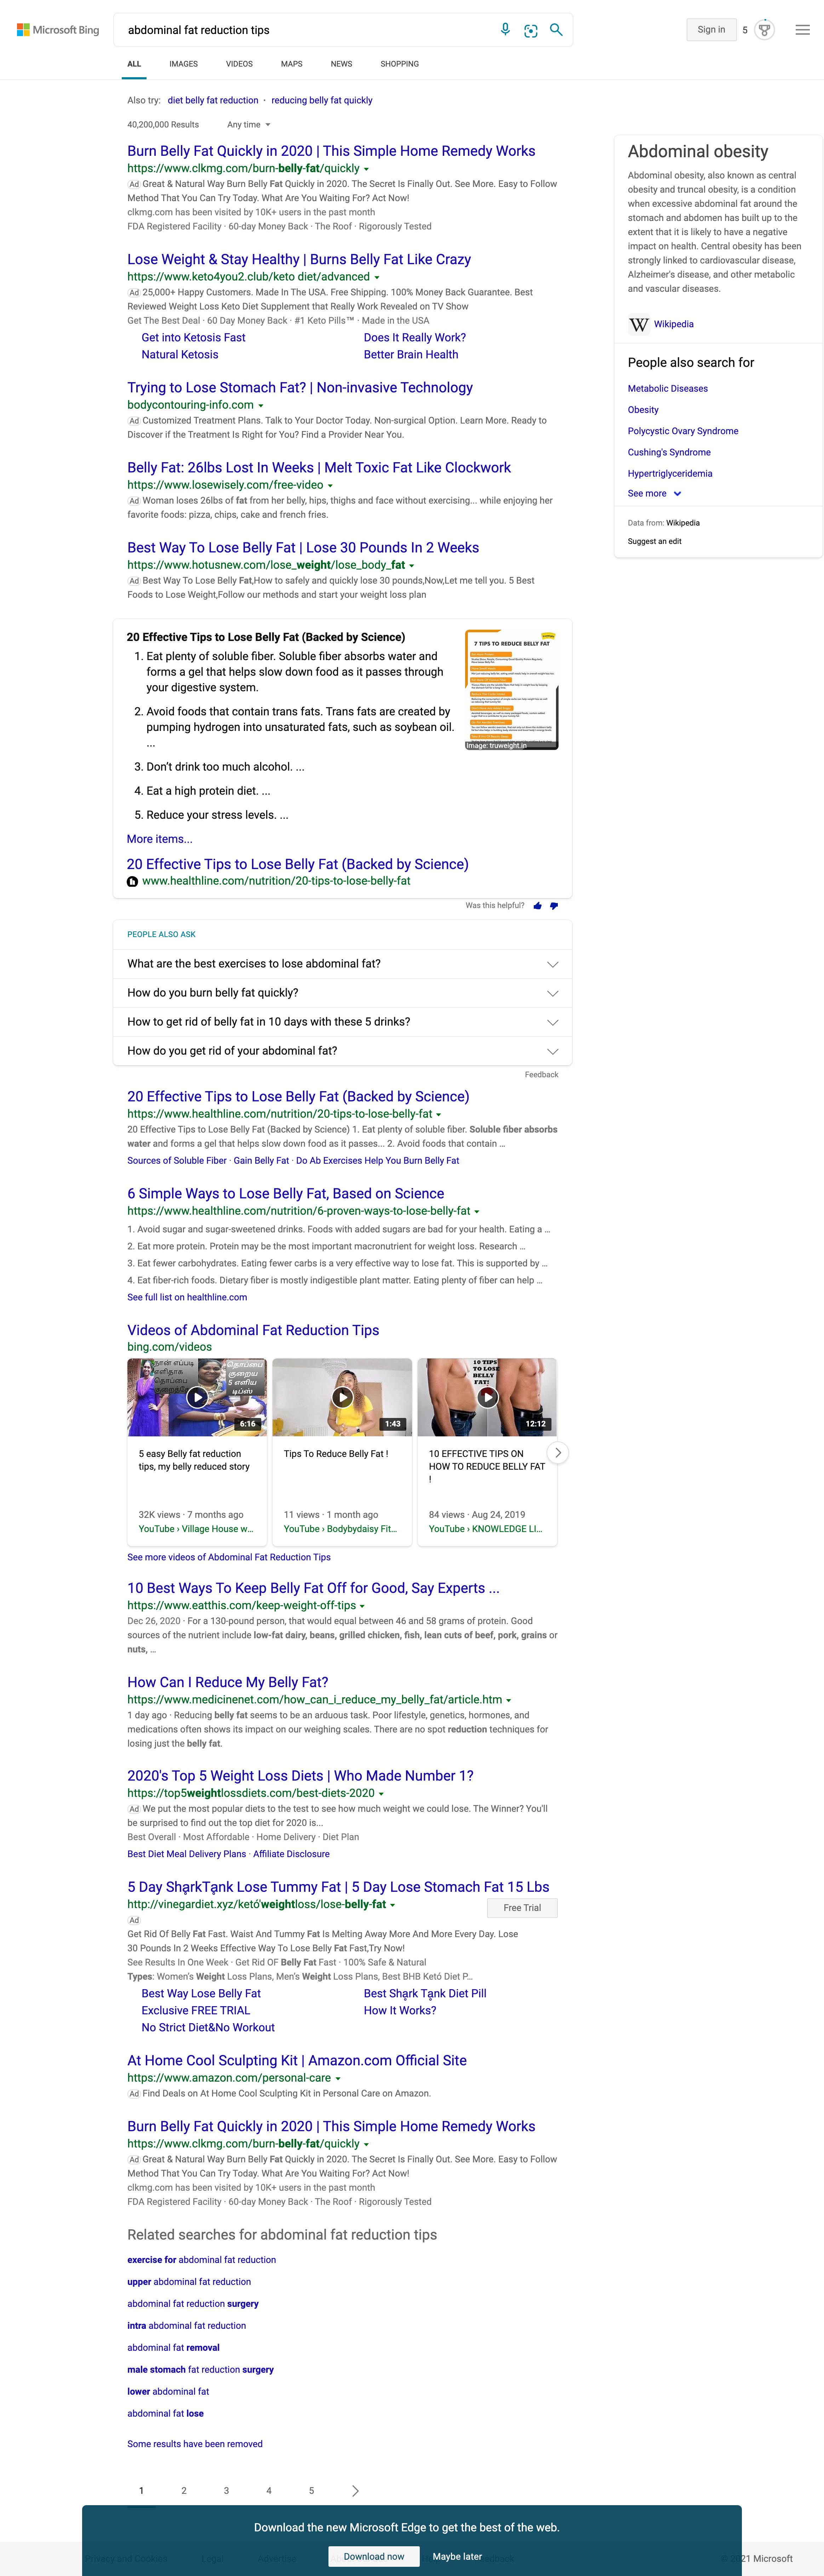 Microsoft Bing
abdominal fat reduction tips
Sign in
5
ALL
IMAGES
VIDEOS
MAPS
NEWS
SHOPPING
Also try: diet belly fat reduction · reducing belly fat quickly
40,200,000 Results
Any time
Burn Belly Fat Quickly in 2020 | This Simple Home Remedy Works
https://www.clkmg.com/burn-belly-fat/quickly
Ad Great & Natural Way Burn Belly Fat Quickly in 2020. The Secret Is Finally Out. See More. Easy to Follow
Method That You Can Try Today. What Are You Waiting For? Act Now!
clkmg.com has been visited by 10K+ users in the past month
FDA Registered Facility · 60-day Money Back · The Roof · Rigorously Tested
Lose Weight & Stay Healthy | Burns Belly Fat Like Crazy
https://www.keto4you2.club/keto diet/advanced
Ad 25,000+ Happy Customers. Made In The USA. Free Shipping. 100% Money Back Guarantee. Best
Reviewed Weight Loss Keto Diet Supplement that Really Work Revealed on TV Show
Get The Best Deal · 60 Day Money Back · #1 Keto Pills™ · Made in the USA
Get into Ketosis Fast
Does It Really Work?
Natural Ketosis
Better Brain Health
Trying to Lose Stomach Fat? | Non-invasive Technology
bodycontouring-info.com
Ad Customized Treatment Plans. Talk to Your Doctor Today. Non-surgical Option. Learn More. Ready to
Discover if the Treatment Is Right for You? Find a Provider Near You.
Belly Fat: 26lbs Lost In Weeks | Melt Toxic Fat Like Clockwork
https://www.losewisely.com/free-video
Ad Woman loses 26lbs of fat from her belly, hips, thighs and face without exercising... while enjoying her
favorite foods: pizza, chips, cake and french fries.
Best Way To Lose Belly Fat | Lose 30 Pounds In 2 Weeks
https://www.hotusnew.com/lose_weight/lose_body_fat
Ad Best Way To Lose Belly Fat,How to safely and quickly lose 30 pounds,Now,Let me tell you. 5 Best
Foods to Lose Weight,Follow our methods and start your weight loss plan
Abdominal obesity
Abdominal obesity, also known as central
obesity and truncal obesity, is a condition
when excessive abdominal fat around the
stomach and abdomen has built up to the
extent that it is likely to have a negative
impact on health. Central obesity has been
strongly linked to cardiovascular disease,
Alzheimer's disease, and other metabolic
and vascular diseases.
W Wikipedia
People also search for
Metabolic Diseases
Obesity
Polycystic Ovary Syndrome
Cushing's Syndrome
Hypertriglyceridemia
See more
Data from: Wikipedia
Suggest an edit
20 Effective Tips to Lose Belly Fat (Backed by Science)
1. Eat plenty of soluble fiber. Soluble fiber absorbs water and
forms a gel that helps slow down food as it passes through
your digestive system.
2. Avoid foods that contain trans fats. Trans fats are created by
pumping hydrogen into unsaturated fats, such as soybean oil.
...
3. Don't drink too much alcohol. ...
4. Eat a high protein diet. ...
5. Reduce your stress levels. ...
More items...
7 TIPS TO REDUCE BELLY FAT
Image: truweight.in
20 Effective Tips to Lose Belly Fat (Backed by Science)
www.healthline.com/nutrition/20-tips-to-lose-belly-fat
Was this helpful?
PEOPLE ALSO ASK
What are the best exercises to lose abdominal fat?
How do you burn belly fat quickly?
How to get rid of belly fat in 10 days with these 5 drinks?
How do you get rid of your abdominal fat?
Feedback
20 Effective Tips to Lose Belly Fat (Backed by Science)
https://www.healthline.com/nutrition/20-tips-to-lose-belly-fat
20 Effective Tips to Lose Belly Fat (Backed by Science) 1. Eat plenty of soluble fiber. Soluble fiber absorbs
water and forms a gel that helps slow down food as it passes... 2. Avoid foods that contain …
Sources of Soluble Fiber · Gain Belly Fat · Do Ab Exercises Help You Burn Belly Fat
6 Simple Ways to Lose Belly Fat, Based on Science
https://www.healthline.com/nutrition/6-proven-ways-to-lose-belly-fat
1. Avoid sugar and sugar-sweetened drinks. Foods with added sugars are bad for your health. Eating a …
2. Eat more protein. Protein may be the most important macronutrient for weight loss. Research …
3. Eat fewer carbohydrates. Eating fewer carbs is a very effective way to lose fat. This is supported by …
4. Eat fiber-rich foods. Dietary fiber is mostly indigestible plant matter. Eating plenty of fiber can help …
See full list on healthline.com
Videos of Abdominal Fat Reduction Tips
bing.com/videos
6:16
1:43
10 TIPS
TO LOSE
BELLY
FAT!
12:12
5 easy Belly fat reduction
tips, my belly reduced story
32K views · 7 months ago
YouTube › Village House w…
Tips To Reduce Belly Fat !
11 views · 1 month ago
YouTube › Bodybydaisy Fit…
10 EFFECTIVE TIPS ON
HOW TO REDUCE BELLY FAT
!
84 views · Aug 24, 2019
YouTube › KNOWLEDGE LI…
See more videos of Abdominal Fat Reduction Tips
10 Best Ways To Keep Belly Fat Off for Good, Say Experts ...
https://www.eatthis.com/keep-weight-off-tips
Dec 26, 2020 · For a 130-pound person, that would equal between 46 and 58 grams of protein. Good
sources of the nutrient include low-fat dairy, beans, grilled chicken, fish, lean cuts of beef, pork, grains or
nuts, …
How Can I Reduce My Belly Fat?
https://www.medicinenet.com/how_can_i_reduce_my_belly_fat/article.htm
1 day ago · Reducing belly fat seems to be an arduous task. Poor lifestyle, genetics, hormones, and
medications often shows its impact on our weighing scales. There are no spot reduction techniques for
losing just the belly fat.
2020's Top 5 Weight Loss Diets | Who Made Number 1?
https://top5weightlossdiets.com/best-diets-2020
Ad We put the most popular diets to the test to see how much weight we could lose. The Winner? You'll
be surprised to find out the top diet for 2020 is...
Best Overall · Most Affordable · Home Delivery · Diet Plan
Best Diet Meal Delivery Plans · Affiliate Disclosure
5 Day Shąrk​Tąnk Lose Tummy Fat | 5 Day Lose Stomach Fat 15 Lbs
http://vinegardiet.xyz/ketó'weightloss/lose-belly-fat
Free Trial
Ad
Get Rid Of Belly Fat Fast. Waist And Tummy Fat Is Melting Away More And More Every Day. Lose
30 Pounds In 2 Weeks Effective Way To Lose Belly Fat Fast,Try Now!
See Results In One Week · Get Rid OF Belly Fat Fast · 100% Safe & Natural
Types: Women's Weight Loss Plans, Men's Weight Loss Plans, Best BHB Ketó Diet P…
Best Way Lose Belly Fat
Best Shąrk Tąnk Diet Pill
Exclusive FREE TRIAL
How It Works?
No Strict Diet&No Workout
At Home Cool Sculpting Kit | Amazon.com Official Site
https://www.amazon.com/personal-care
Ad Find Deals on At Home Cool Sculpting Kit in Personal Care on Amazon.
Burn Belly Fat Quickly in 2020 | This Simple Home Remedy Works
https://www.clkmg.com/burn-belly-fat/quickly
Ad Great & Natural Way Burn Belly Fat Quickly in 2020. The Secret Is Finally Out. See More. Easy to Follow
Method That You Can Try Today. What Are You Waiting For? Act Now!
clkmg.com has been visited by 10K+ users in the past month
FDA Registered Facility · 60-day Money Back · The Roof · Rigorously Tested
Related searches for abdominal fat reduction tips
exercise for abdominal fat reduction
upper abdominal fat reduction
abdominal fat reduction surgery
intra abdominal fat reduction
abdominal fat removal
male stomach fat reduction surgery
lower abdominal fat
abdominal fat lose
Some results have been removed
1 2 3 4 5
Download the new Microsoft Edge to get the best of the web.
Download now
Maybe later
21 Microsoft